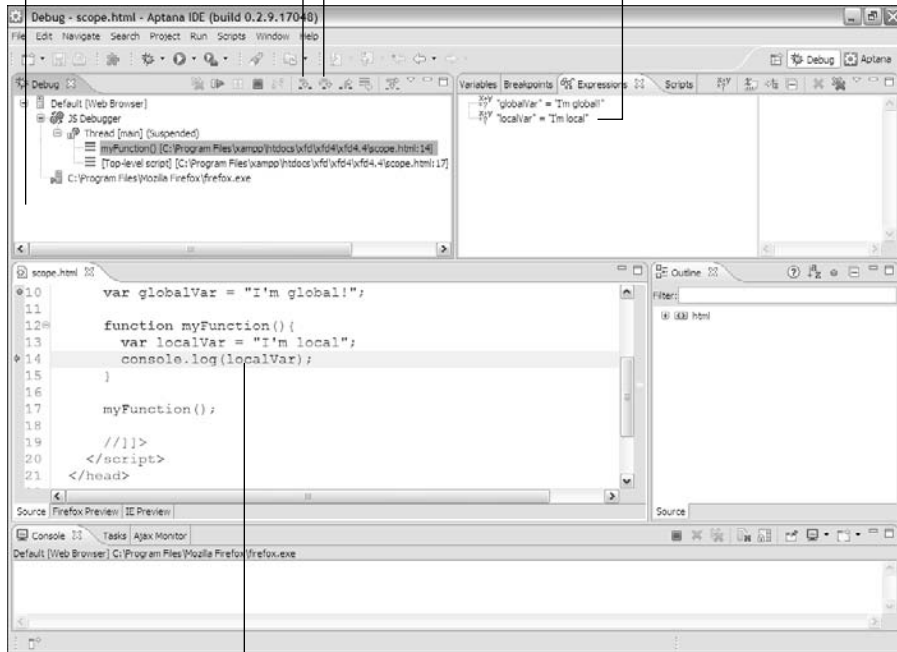 Debug - scope.html - Aptana IDE (build 0.2.9.17048)
File Edit Navigate Search Project Run Scripts Window Help
Debug Aptana
Debug
Default [Web Browser]
JS Debugger
Thread [main] (Suspended)
myFunction() [C:\Program Files\xampp\htdocs\xfd\xfd4\xfd4.4\scope.html:14]
[Top-level script] [C:\Program Files\xampp\htdocs\xfd\xfd4\xfd4.4\scope.html:17]
C:\Program Files\Mozilla Firefox\firefox.exe
Variables Breakpoints Expressions Scripts
"globalVar" = "I'm global!"
"localVar" = "I'm local"
scope.html
10 var globalVar = "I'm global!";
11
12 function myFunction(){
13 var localVar = "I'm local";
14 console.log(localVar);
15 }
16
17 myFunction();
18
19 //]]>
20 </script>
21 </head>
Source Firefox Preview IE Preview
Outline
Filter:
html
Source
Console Tasks Ajax Monitor
Default [Web Browser] C:\Program Files\Mozilla Firefox\firefox.exe